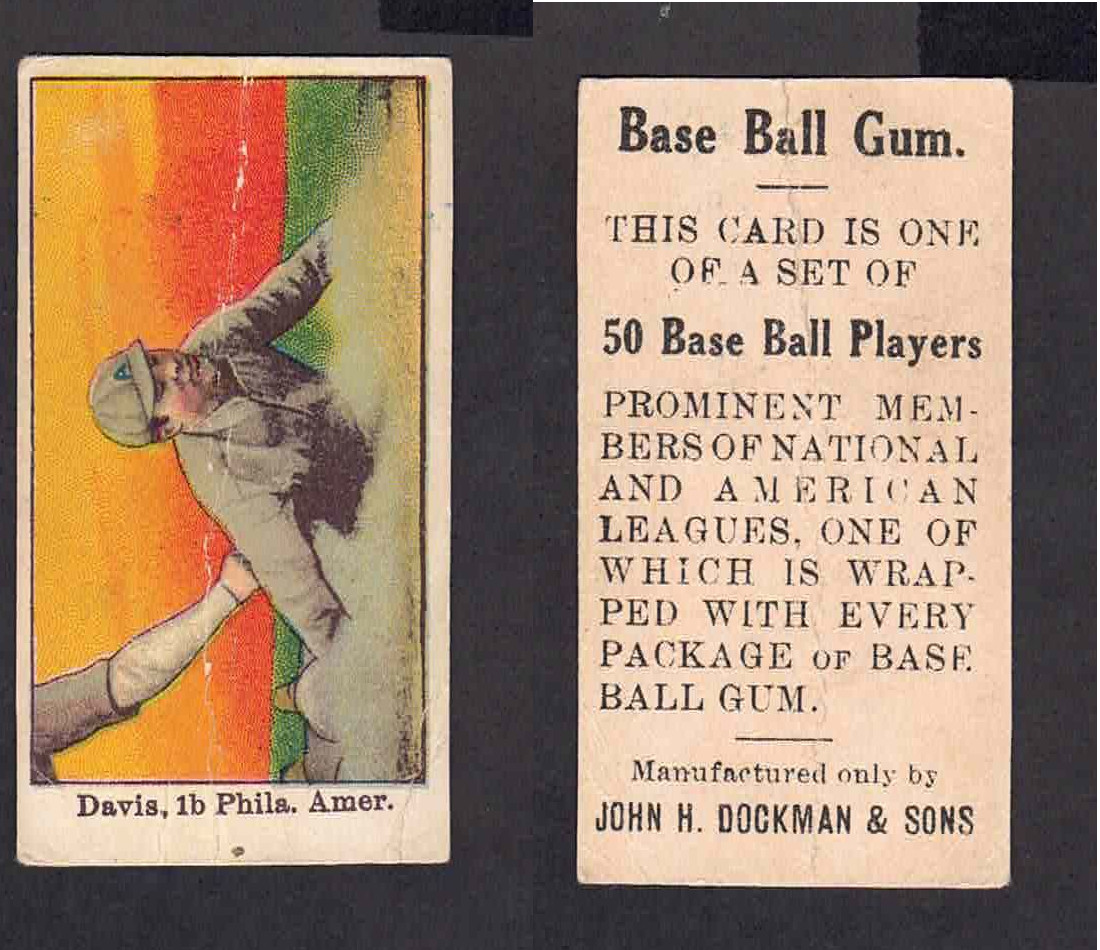 Davis, 1b Phila. Amer.
Base Ball Gum.
THIS CARD IS ONE
OF A SET OF
50 Base Ball Players
PROMINENT MEM-
BERS OF NATIONAL
AND AMERICAN
LEAGUES, ONE OF
WHICH IS WRAP-
PED WITH EVERY
PACKAGE OF BASE
BALL GUM.
Manufactured only by
JOHN H. DOCKMAN & SONS